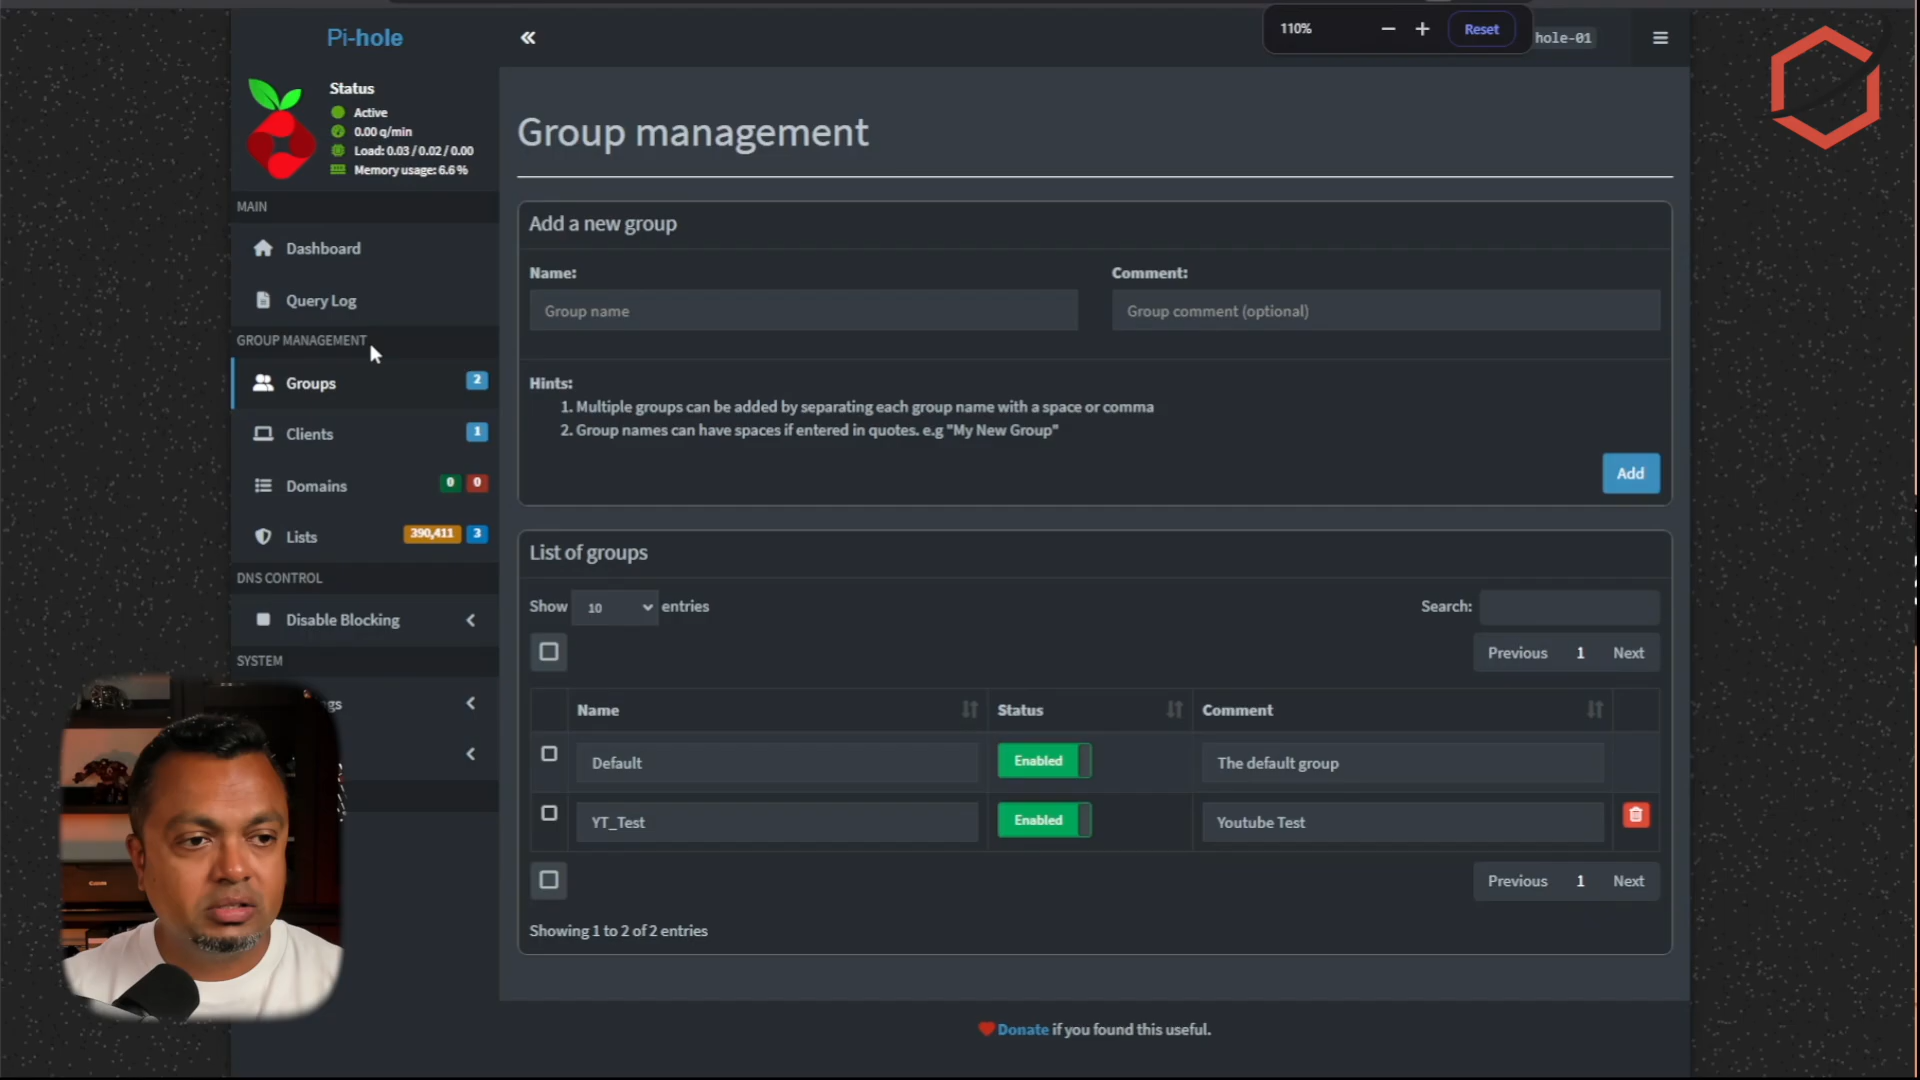 Pi-hole
110%
Reset
hole-01
Status
Active
0.00 q/min
Load: 0.03 / 0.02 / 0.00
Memory usage: 6.6 %
Group management
MAIN
Dashboard
Query Log
GROUP MANAGEMENT
Groups 2
Clients 1
Domains 0 0
Lists 390,411 3
DNS CONTROL
Disable Blocking
SYSTEM
gs
Add a new group
Name:
Comment:
Group name
Group comment (optional)
Hints:
1. Multiple groups can be added by separating each group name with a space or comma
2. Group names can have spaces if entered in quotes. e.g "My New Group"
Add
List of groups
Show 10 entries
Search:
Previous 1 Next
Name Status Comment
Default Enabled The default group
YT_Test Enabled Youtube Test
Previous 1 Next
Showing 1 to 2 of 2 entries
Donate if you found this useful.